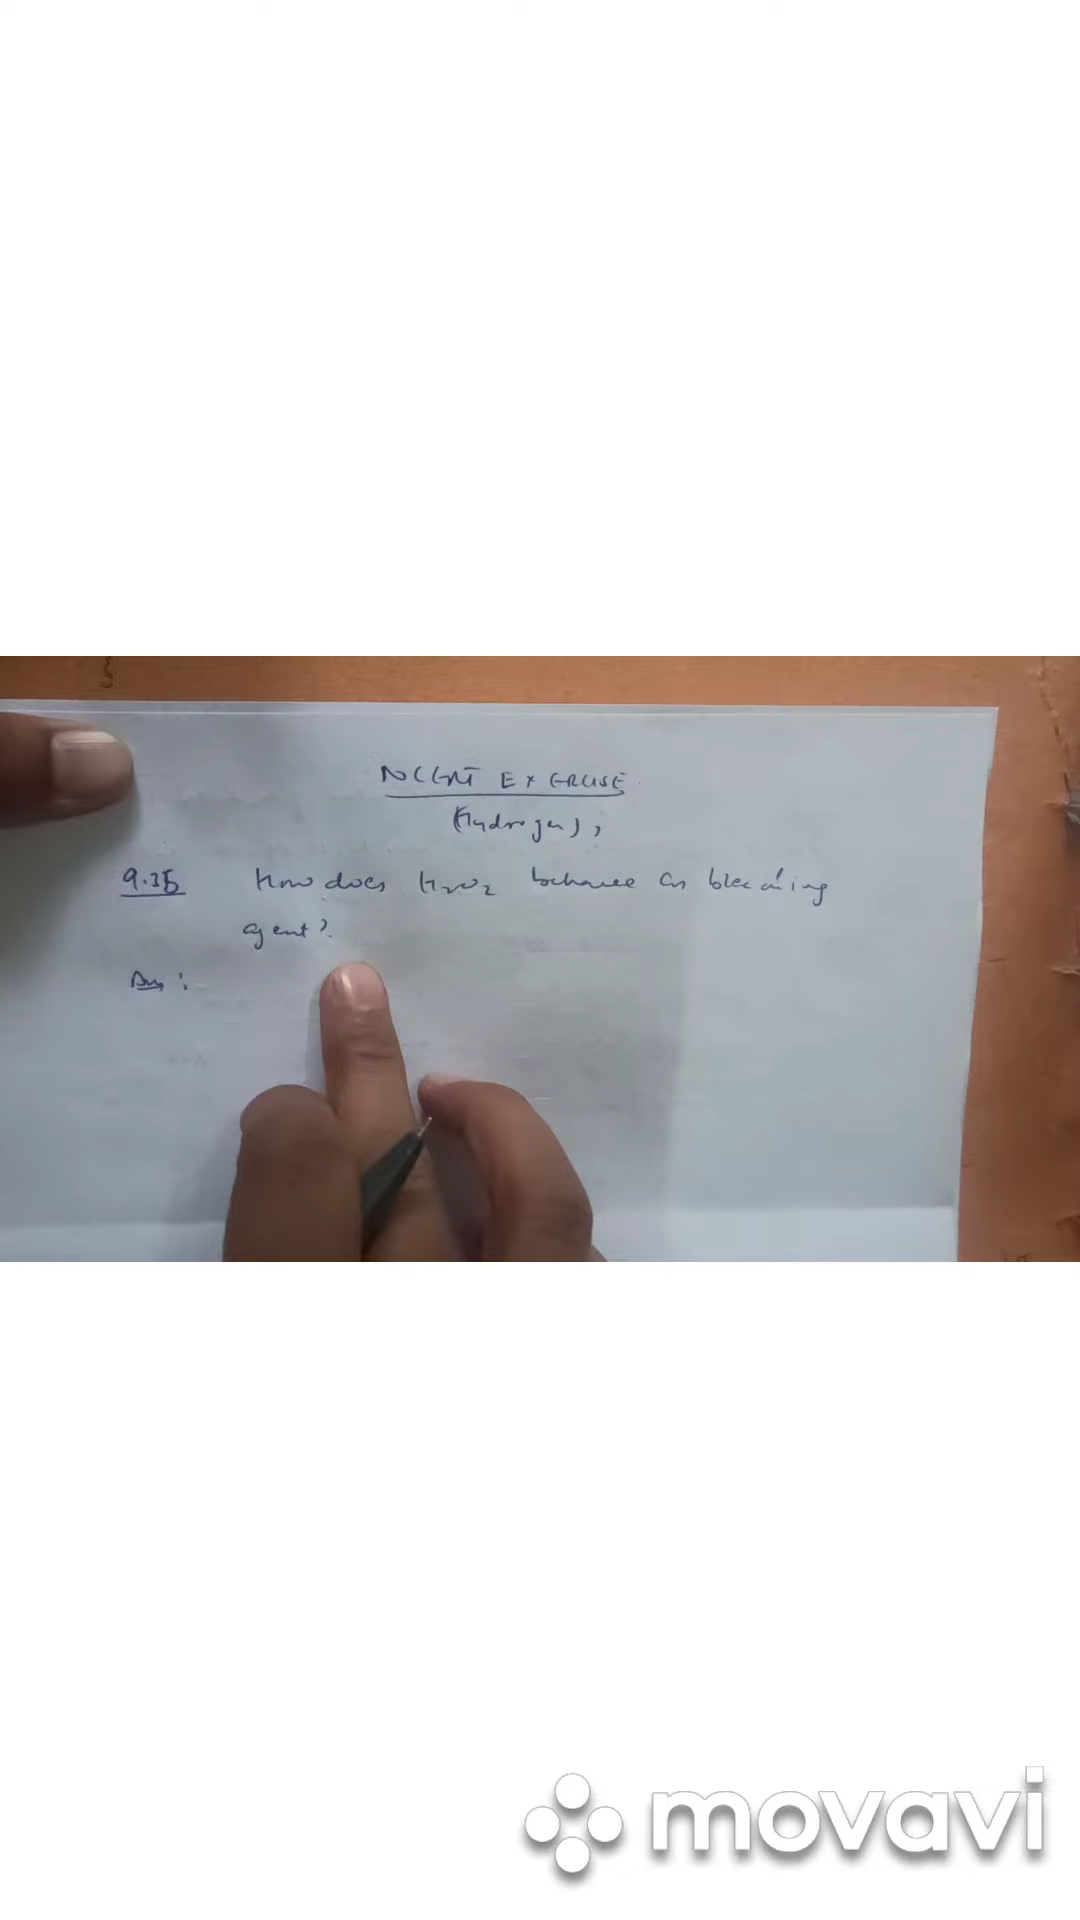 NCERT EXERCISE
(Hydrogen),
9.35 How does H2O2 behave as bleaching
agent?
Ans:
movavi